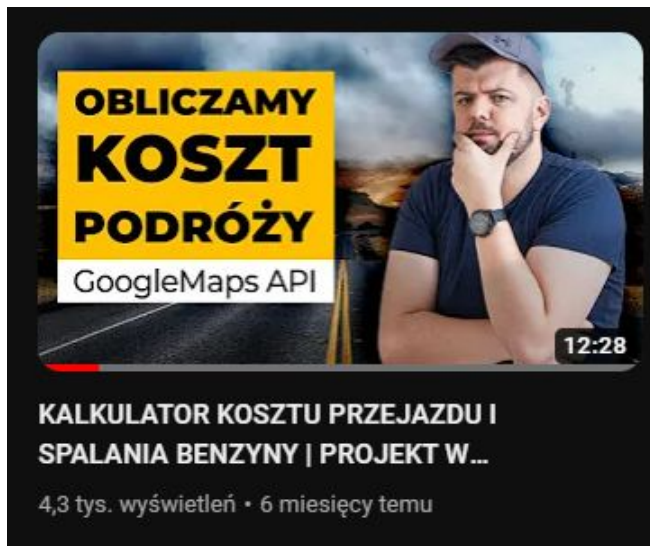 OBLICZAMY
KOSZT
PODRÓŻY
GoogleMaps API
12:28
KALKULATOR KOSZTU PRZEJAZDU I
SPALANIA BENZYNY | PROJEKT W...
4,3 tys. wyświetleń • 6 miesięcy temu